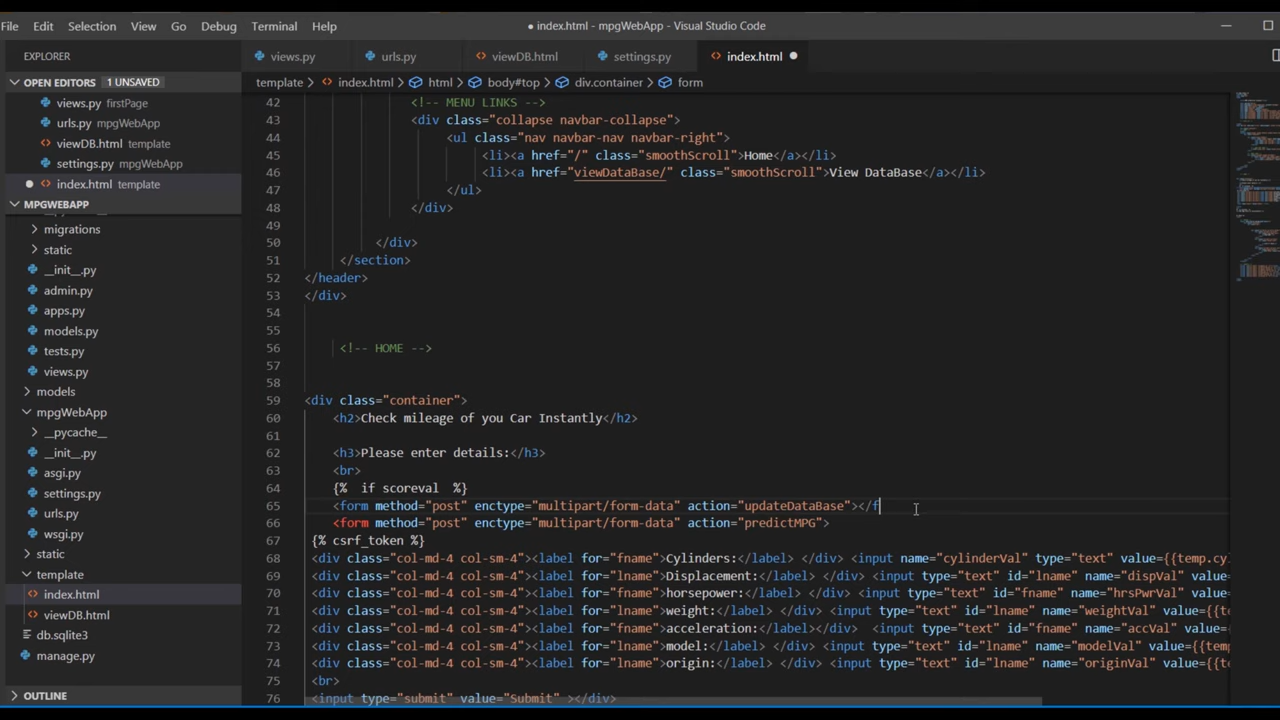 File Edit Selection View Go Debug Terminal Help ● index.html - mpgWebApp - Visual Studio Code
EXPLORER
views.py urls.py viewDB.html settings.py index.html
OPEN EDITORS 1 UNSAVED
template > index.html > html > body#top > div.container > form
views.py firstPage
urls.py mpgWebApp
viewDB.html template
settings.py mpgWebApp
index.html template
MPGWEBAPP
migrations
static
__init__.py
admin.py
apps.py
models.py
tests.py
views.py
models
mpgWebApp
__pycache__
__init__.py
asgi.py
settings.py
urls.py
wsgi.py
static
template
index.html
viewDB.html
db.sqlite3
manage.py
OUTLINE
42 <!-- MENU LINKS -->
43 <div class="collapse navbar-collapse">
44 <ul class="nav navbar-nav navbar-right">
45 <li><a href="/" class="smoothScroll">Home</a></li>
46 <li><a href="viewDataBase/" class="smoothScroll">View DataBase</a></li>
47 </ul>
48 </div>
49
50 </div>
51 </section>
52 </header>
53 </div>
54
55
56 <!-- HOME -->
57
58
59 <div class="container">
60 <h2>Check mileage of you Car Instantly</h2>
61
62 <h3>Please enter details:</h3>
63 <br>
64 {% if scoreval %}
65 <form method="post" enctype="multipart/form-data" action="updateDataBase"></f
66 <form method="post" enctype="multipart/form-data" action="predictMPG">
67 {% csrf_token %}
68 <div class="col-md-4 col-sm-4"><label for="fname">Cylinders:</label> </div> <input name="cylinderVal" type="text" value={{temp.cy
69 <div class="col-md-4 col-sm-4"><label for="lname">Displacement:</label> </div> <input type="text" id="lname" name="dispVal" value=
70 <div class="col-md-4 col-sm-4"><label for="fname">horsepower:</label> </div> <input type="text" id="lname" name="hrsPwrVal" value=
71 <div class="col-md-4 col-sm-4"><label for="lname">weight:</label> </div> <input type="text" id="lname" name="weightVal" value={{te
72 <div class="col-md-4 col-sm-4"><label for="lname">acceleration:</label></div> <input type="text" id="fname" name="accVal" value=
73 <div class="col-md-4 col-sm-4"><label for="lname">model:</label> </div> <input type="text" id="lname" name="modelVal" value={{te
74 <div class="col-md-4 col-sm-4"><label for="lname">origin:</label> </div> <input type="text" id="lname" name="originVal" value={{te
75 <br>
76 <input type="submit" value="Submit" ></div>